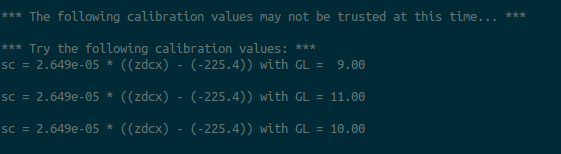 *** The following calibration values may not be trusted at this time... ***
*** Try the following calibration values: ***
sc = 2.649e-05 * ((zdcx) - (-225.4)) with GL =  9.00
sc = 2.649e-05 * ((zdcx) - (-225.4)) with GL = 11.00
sc = 2.649e-05 * ((zdcx) - (-225.4)) with GL = 10.00